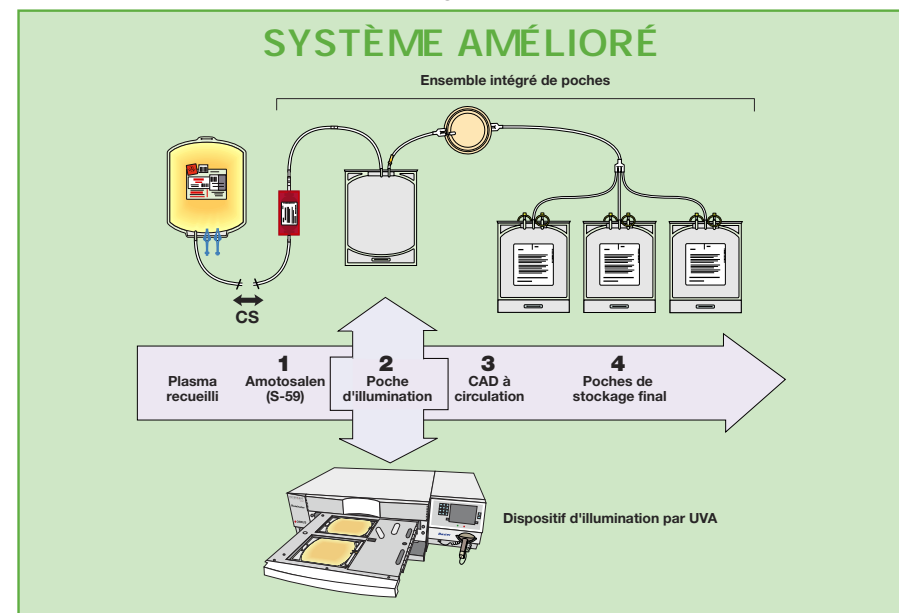 SYSTÈME AMÉLIORÉ
Ensemble intégré de poches
CS
1
Plasma
recueilli
Amotosalen
(S-59)
2
Poche
d'illumination
3
CAD à
circulation
4
Poches de
stockage final
Dispositif d'illumination par UVA